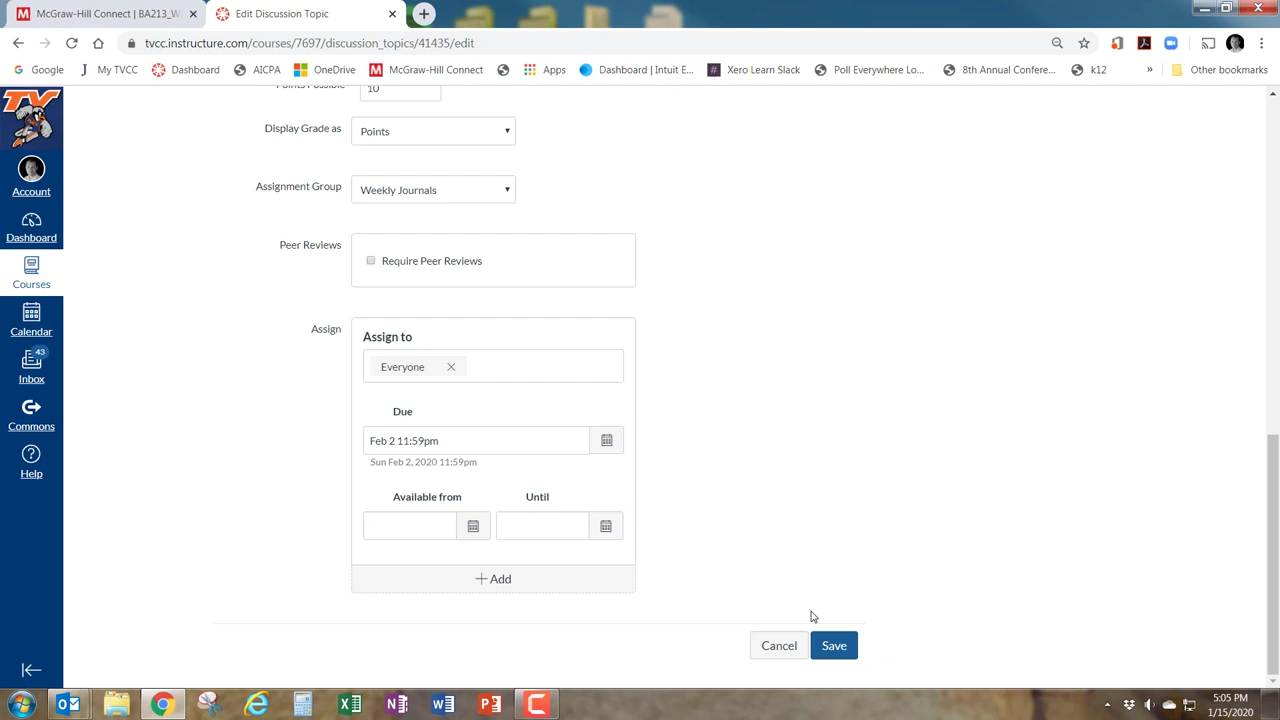 McGraw-Hill Connect | BA213_W
Edit Discussion Topic
tvcc.instructure.com/courses/7697/discussion_topics/41435/edit
Google
My TVCC
Dashboard
AICPA
OneDrive
McGraw-Hill Connect
Apps
Dashboard | Intuit E...
Xero Learn Slack
Poll Everywhere Lo...
8th Annual Confere...
k12
»
Other bookmarks
TV
Account
Dashboard
Courses
Calendar
43
Inbox
Commons
Help
Points Possible
10
Display Grade as
Points
Assignment Group
Weekly Journals
Peer Reviews
Require Peer Reviews
Assign
Assign to
Everyone
Due
Feb 2 11:59pm
Sun Feb 2, 2020 11:59pm
Available from
Until
Add
Cancel
Save
5:05 PM
1/15/2020